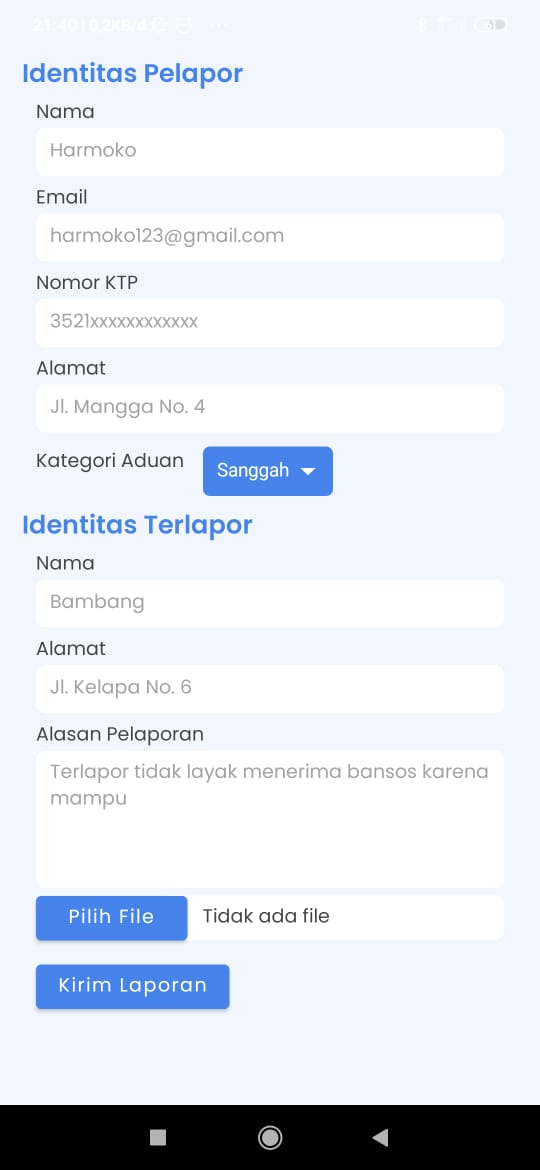 21:40 | 0,2KB/d
Identitas Pelapor
Nama
Harmoko
Email
harmoko123@gmail.com
Nomor KTP
3521xxxxxxxxxxxx
Alamat
Jl. Mangga No. 4
Kategori Aduan
Sanggah
Identitas Terlapor
Nama
Bambang
Alamat
Jl. Kelapa No. 6
Alasan Pelaporan
Terlapor tidak layak menerima bansos karena
mampu
Pilih File
Tidak ada file
Kirim Laporan